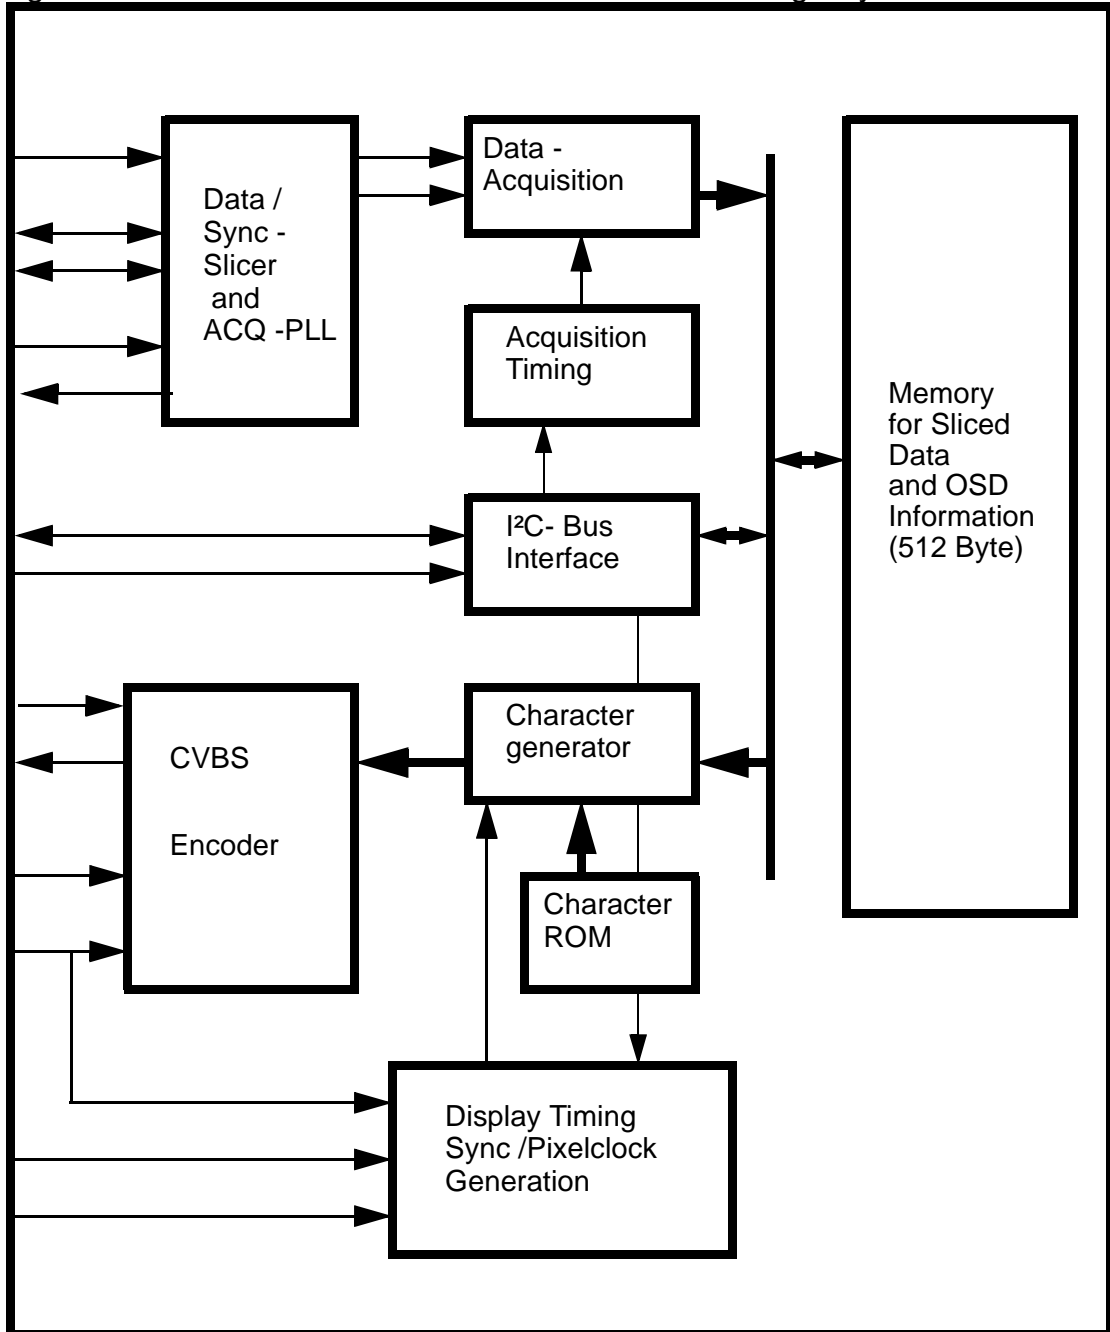 Data /
Sync -
Slicer
and
ACQ -PLL
Data -
Acquisition
Acquisition
Timing
I²C- Bus
Interface
Memory
for Sliced
Data
and OSD
Information
(512 Byte)
CVBS
Encoder
Character
generator
Character
ROM
Display Timing
Sync /Pixelclock
Generation